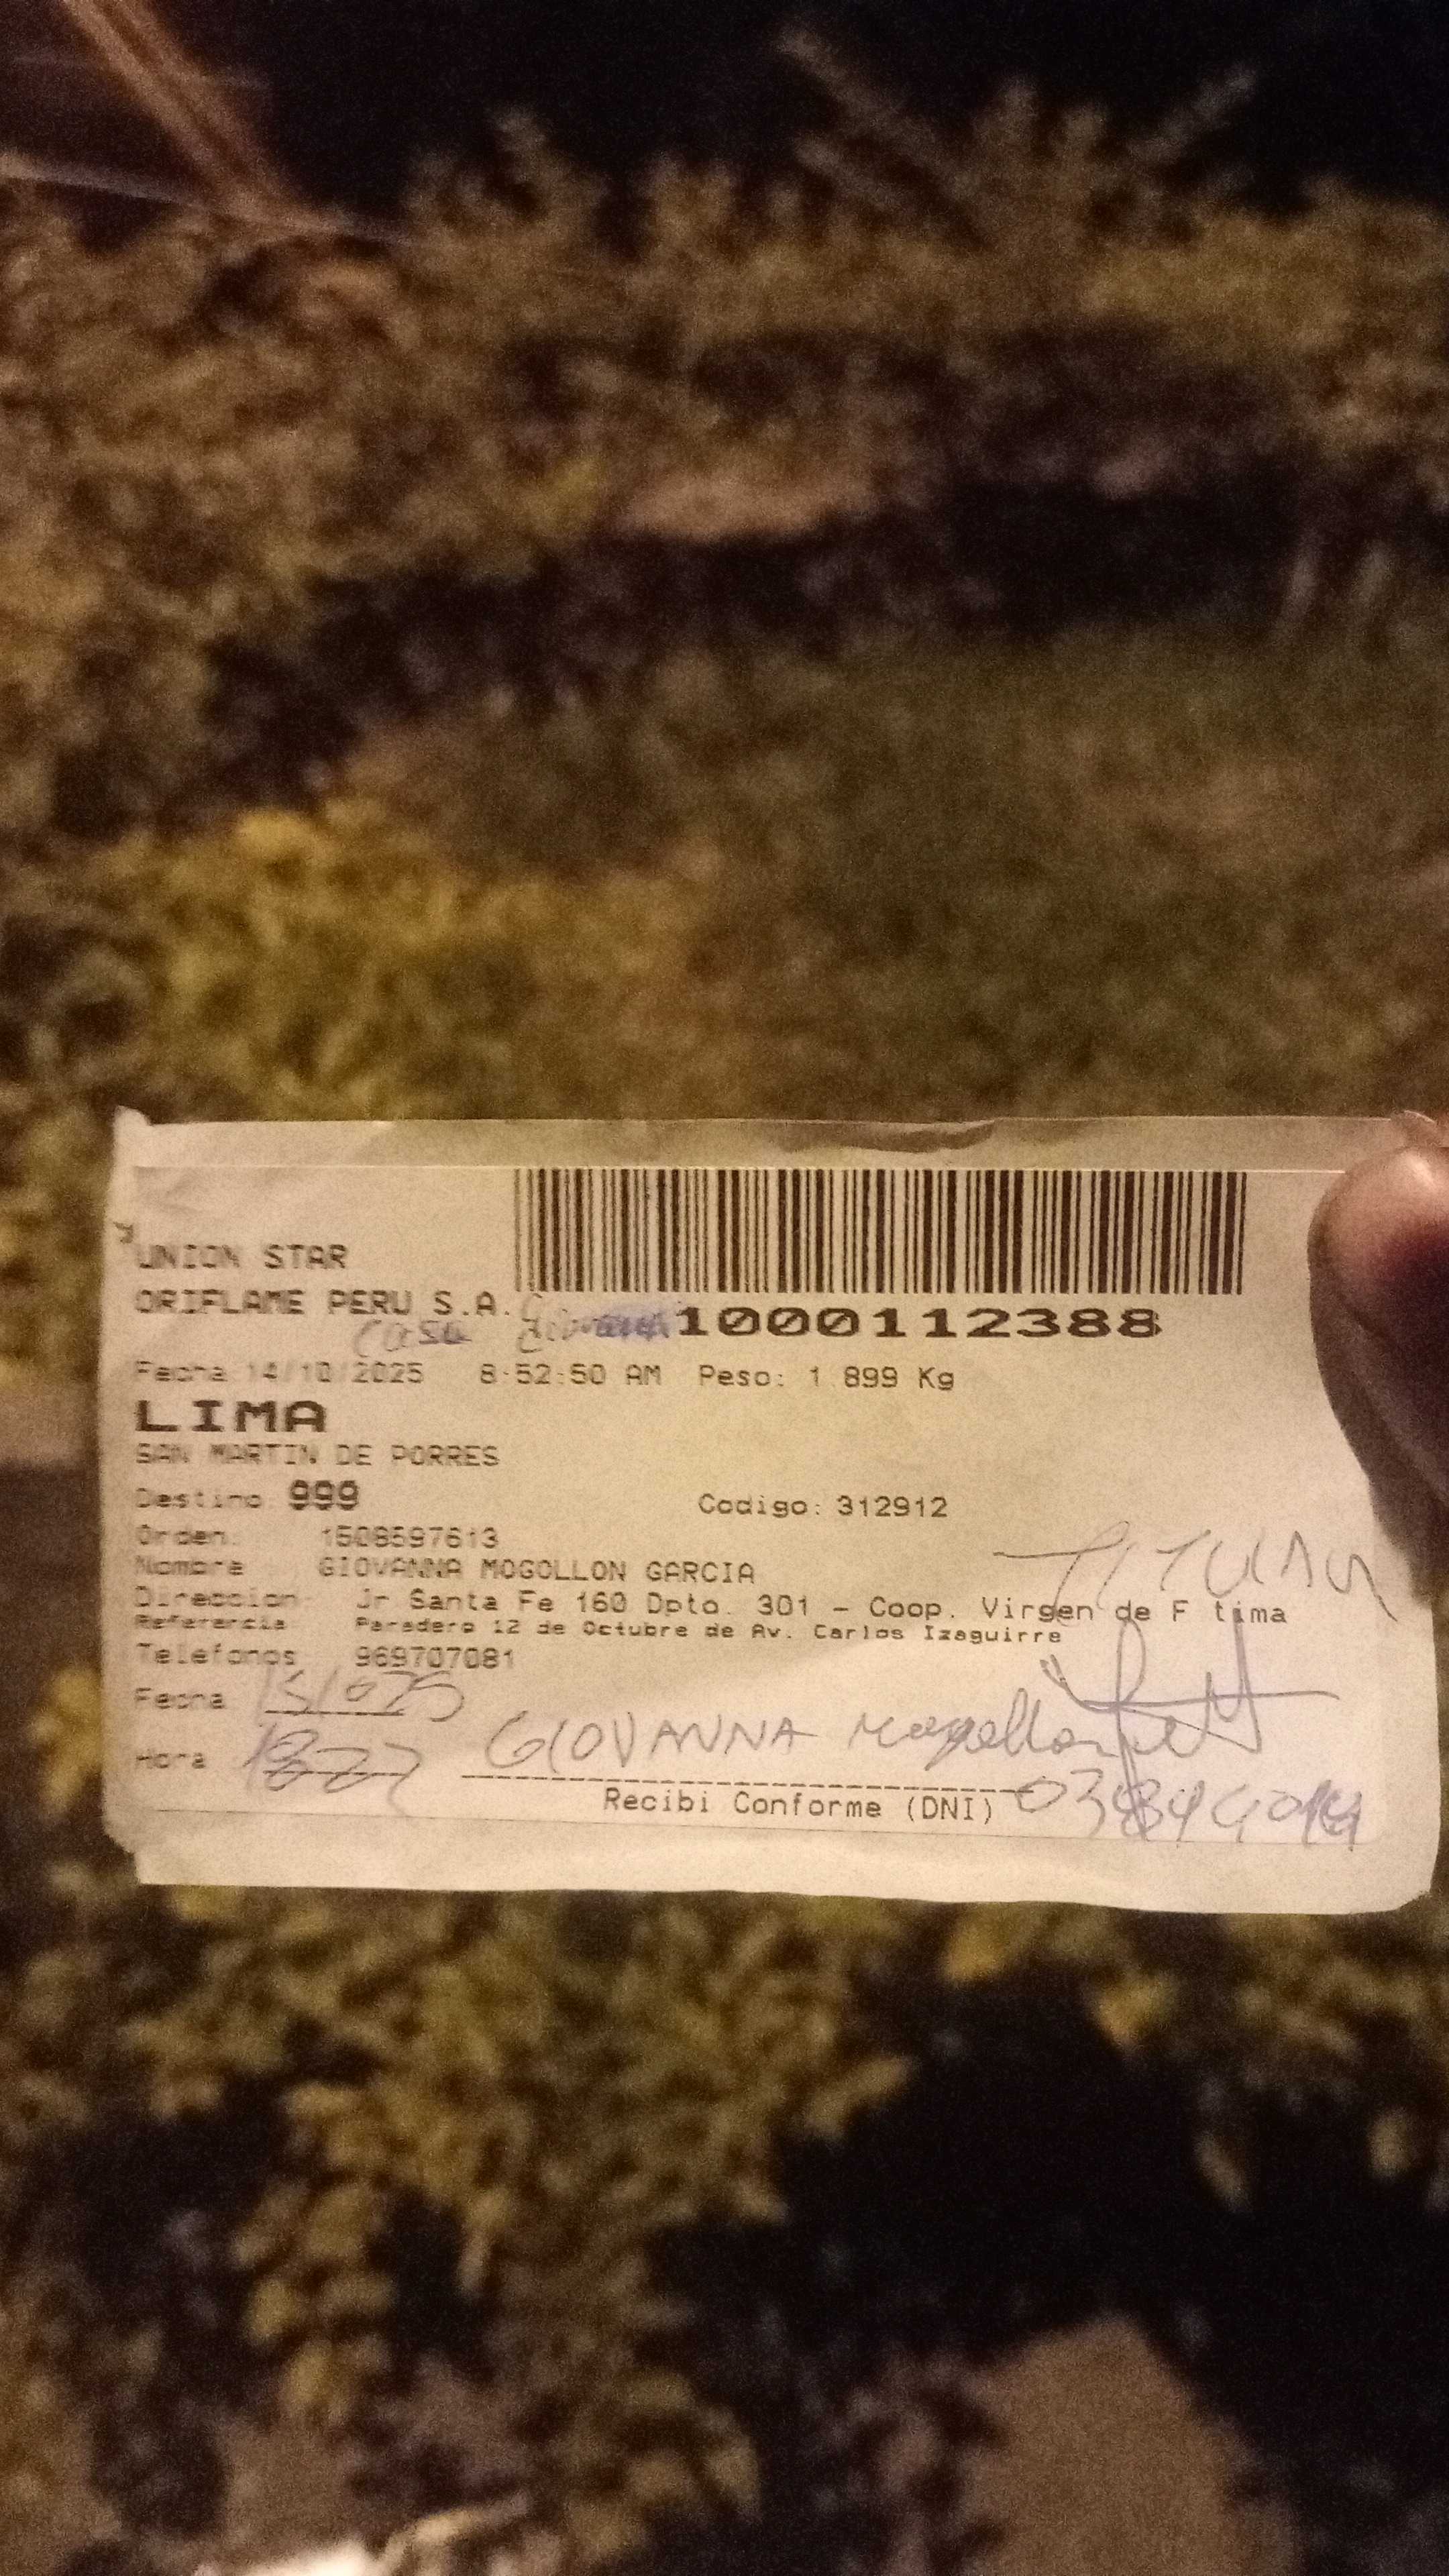 UNION STAR
ORIFLAME PERU S.A.
1000112388
casa
Fecha 14/10/2025 8:52:50 AM Peso: 1.899 Kg
LIMA
SAN MARTIN DE PORRES
Destino 999 Codigo: 312912
Orden: 1508597613
TITULAR
Nombre : GIOVANNA MOGOLLON GARCIA
Direccion: Jr Santa Fe 160 Dpto. 301 - Coop. Virgen de F tima
Referencia Paradero 12 de Octubre de Av. Carlos Izaguirre
Telefonos 969707081
Fecha
Hora GIOVANNA Mogollon
Recibi Conforme (DNI)